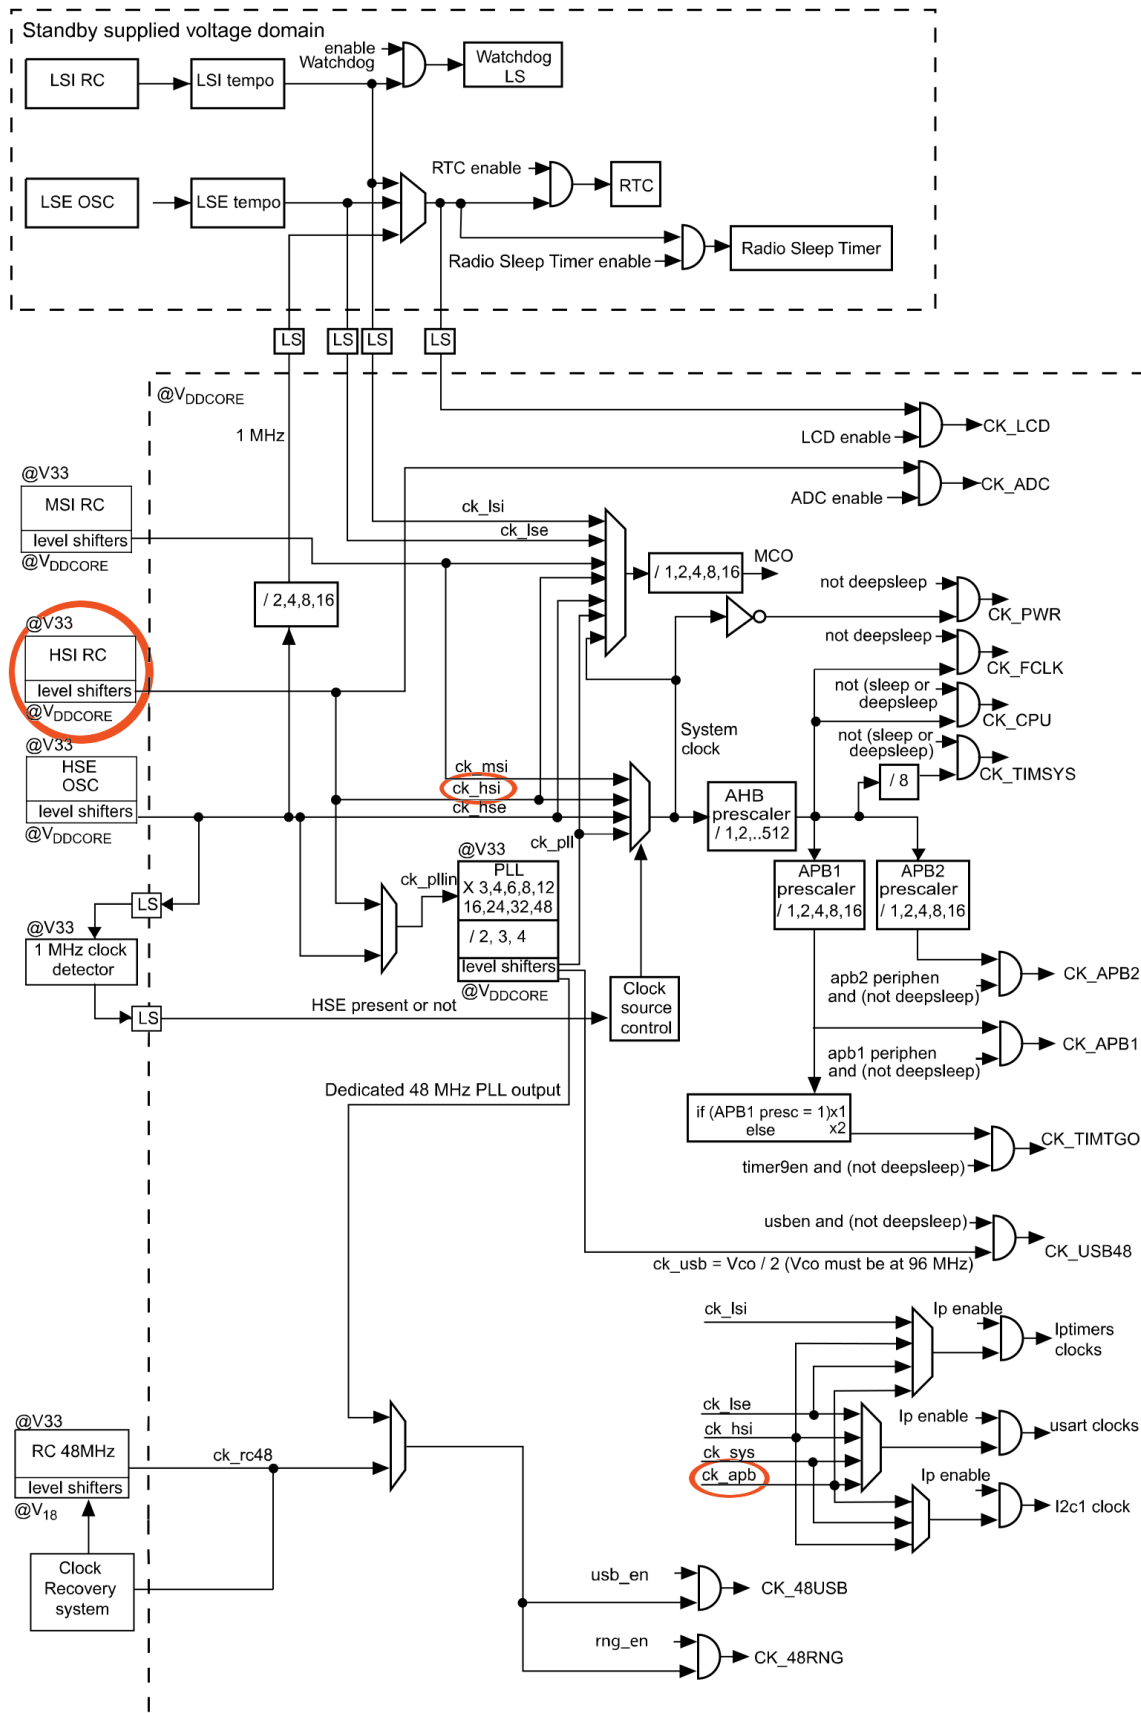 Standby supplied voltage domain
enable
Watchdog
Watchdog
LS
LSI RC
LSI tempo
RTC enable
RTC
LSE OSC
LSE tempo
Radio Sleep Timer enable
Radio Sleep Timer
LS
LS
LS
LS
@VDDCORE
1 MHz
LCD enable
CK_LCD
ADC enable
CK_ADC
@V33
MSI RC
level shifters
@VDDCORE
ck_lsi
ck_lse
/ 2,4,8,16
/ 1,2,4,8,16
MCO
not deepsleep
CK_PWR
not deepsleep
CK_FCLK
not (sleep or
deepsleep
CK_CPU
not (sleep or
deepsleep)
CK_TIMSYS
/ 8
@V33
HSI RC
level shifters
@VDDCORE
System
clock
@V33
HSE
OSC
level shifters
@VDDCORE
ck_msi
ck_hsi
ck_hse
ck_pll
AHB
prescaler
/ 1,2,..512
ck_pllin
@V33
PLL
X 3,4,6,8,12
16,24,32,48
/ 2, 3, 4
level shifters
@VDDCORE
APB1
prescaler
/ 1,2,4,8,16
APB2
prescaler
/ 1,2,4,8,16
LS
@V33
1 MHz clock
detector
LS
HSE present or not
Clock
source
control
apb2 periphen
and (not deepsleep)
CK_APB2
apb1 periphen
and (not deepsleep)
CK_APB1
Dedicated 48 MHz PLL output
if (APB1 presc = 1)x1
else x2
CK_TIMTGO
timer9en and (not deepsleep)
usben and (not deepsleep)
CK_USB48
ck_usb = Vco / 2 (Vco must be at 96 MHz)
ck_lsi
Ip enable
lptimers
clocks
ck_lse
ck_hsi
ck_sys
ck_apb
Ip enable
usart clocks
Ip enable
I2c1 clock
@V33
RC 48MHz
level shifters
@V18
ck_rc48
Clock
Recovery
system
usb_en
CK_48USB
rng_en
CK_48RNG